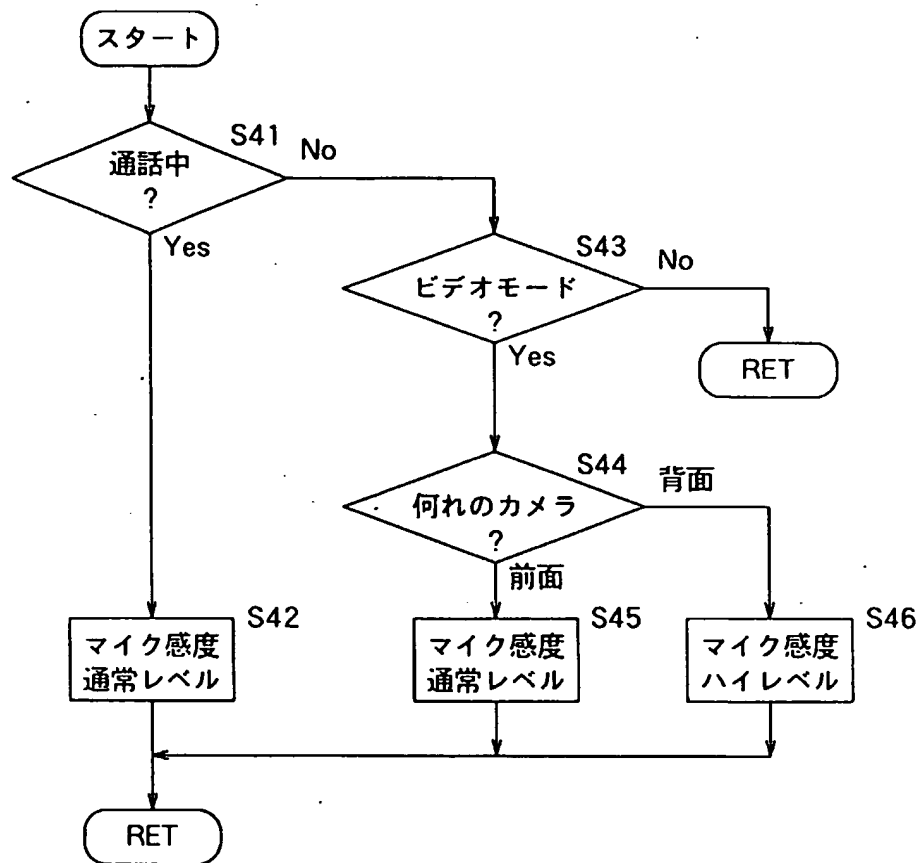 スタート
S41
No
通話中
?
Yes
S43
No
ビデオモード
?
Yes
RET
S44
背面
何れのカメラ
?
前面
S42
マイク感度
通常レベル
S45
マイク感度
通常レベル
S46
マイク感度
ハイレベル
RET